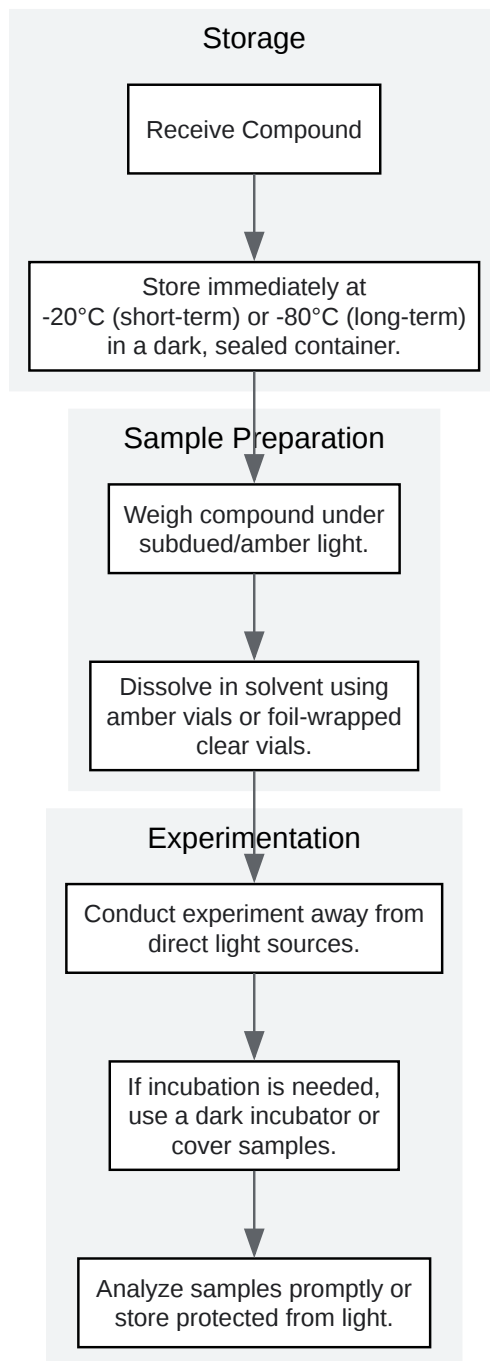 Storage
Receive Compound
Store immediately at
-20°C (short-term) or -80°C (long-term)
in a dark, sealed container.
Sample Preparation
Weigh compound under
subdued/amber light.
Dissolve in solvent using
amber vials or foil-wrapped
clear vials.
Experimentation
Conduct experiment away from
direct light sources.
If incubation is needed,
use a dark incubator or
cover samples.
Analyze samples promptly or
store protected from light.